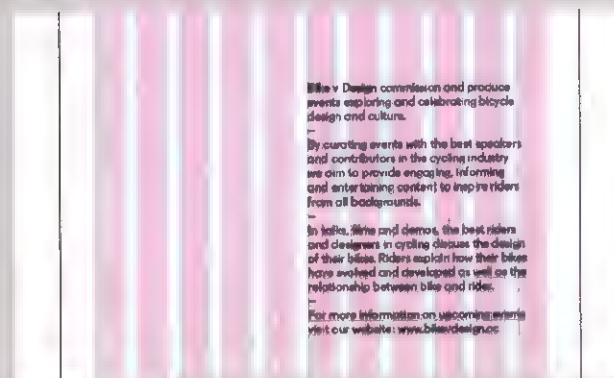 Bike v Design commission and produce
events exploring and celebrating bicycle
design and culture.
–
By curating events with the best speakers
and contributors in the cycling industry
we aim to provide engaging, informing
and entertaining content to inspire riders
from all backgrounds.
–
In talks, films and demos, the best riders
and designers in cycling discuss the design
of their bikes. Riders explain how their bikes
have evolved and developed as well as the
relationship between bike and rider.
–
For more information on upcoming events
visit our website: www.bikevdesign.cc